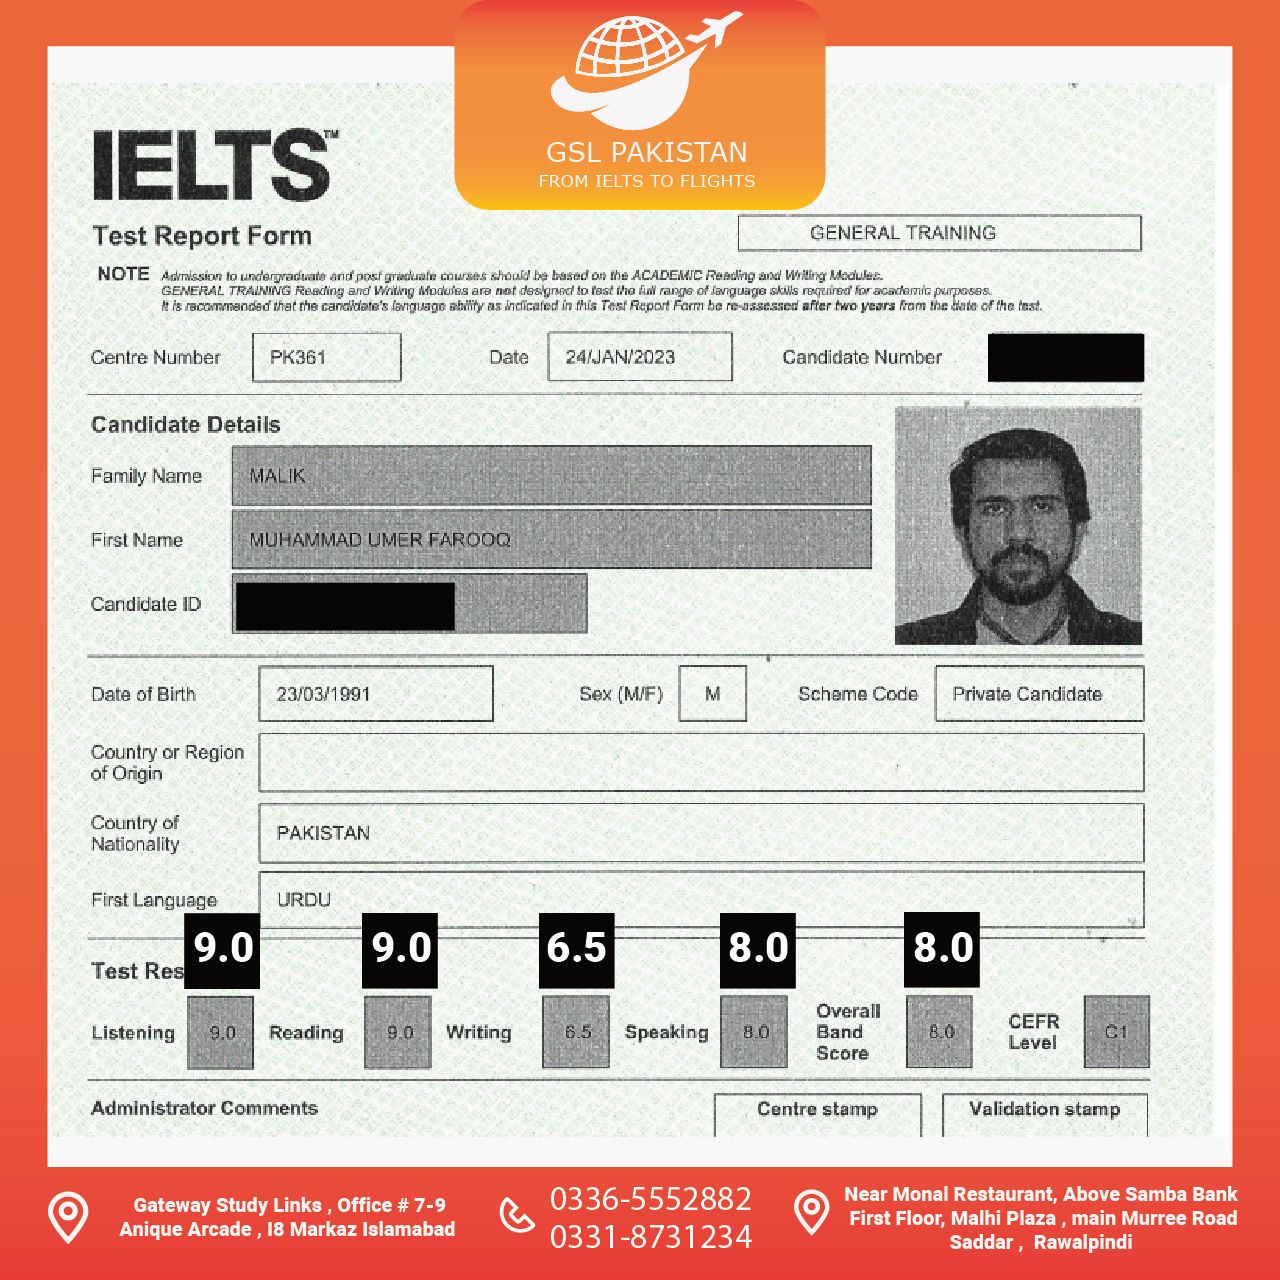 GSL PAKISTAN
FROM IELTS TO FLIGHTS
IELTS™
Test Report Form
GENERAL TRAINING
NOTE Admission to undergraduate and post graduate courses should be based on the ACADEMIC Reading and Writing Modules.
GENERAL TRAINING Reading and Writing Modules are not designed to test the full range of language skills required for academic purposes.
It is recommended that the candidate's language ability as indicated in this Test Report Form be re-assessed after two years from the date of the test.
Centre Number PK361 Date 24/JAN/2023 Candidate Number
Candidate Details
Family Name MALIK
First Name MUHAMMAD UMER FAROOQ
Candidate ID
Date of Birth 23/03/1991 Sex (M/F) M Scheme Code Private Candidate
Country or Region
of Origin
Country of
Nationality PAKISTAN
First Language URDU
9.0 9.0 6.5 8.0 8.0
Test Res
Listening 9.0 Reading 9.0 Writing 6.5 Speaking 8.0 Overall Band Score 8.0 CEFR Level C1
Administrator Comments Centre stamp Validation stamp
Gateway Study Links , Office # 7-9
Anique Arcade , I8 Markaz Islamabad
0336-5552882
0331-8731234
Near Monal Restaurant, Above Samba Bank
First Floor, Malhi Plaza , main Murree Road
Saddar , Rawalpindi